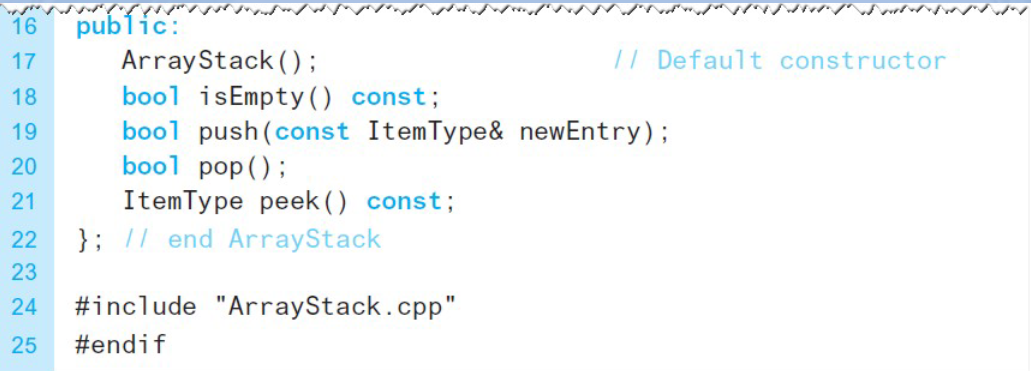 16 public:
17 ArrayStack(); // Default constructor
18 bool isEmpty() const;
19 bool push(const ItemType& newEntry);
20 bool pop();
21 ItemType peek() const;
22 }; // end ArrayStack
23
24 #include "ArrayStack.cpp"
25 #endif